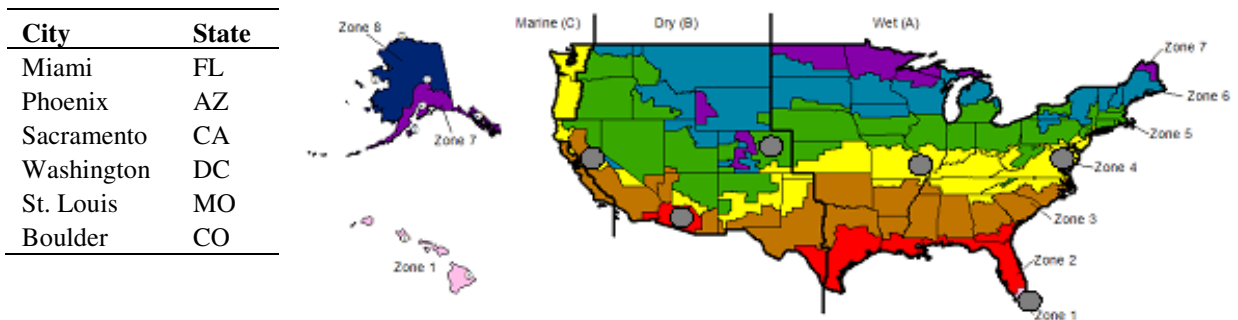 City State
Miami FL
Phoenix AZ
Sacramento CA
Washington DC
St. Louis MO
Boulder CO
Marine (C) Dry (B) Wet (A)
Zone 8
Zone 7
Zone 7
Zone 6
Zone 5
Zone 4
Zone 3
Zone 1
Zone 2
Zone 1